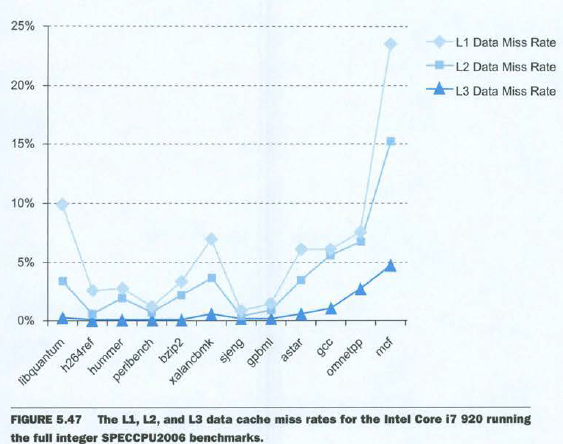 25%
20%
15%
10%
5%
0%
L1 Data Miss Rate
L2 Data Miss Rate
L3 Data Miss Rate
libquantum
h264ref
hummer
perlbench
bzip2
xalancbmk
sjeng
gpbml
astar
gcc
omnetpp
mcf
FIGURE 5.47 The L1, L2, and L3 data cache miss rates for the Intel Core i7 920 running
the full integer SPECCPU2006 benchmarks.